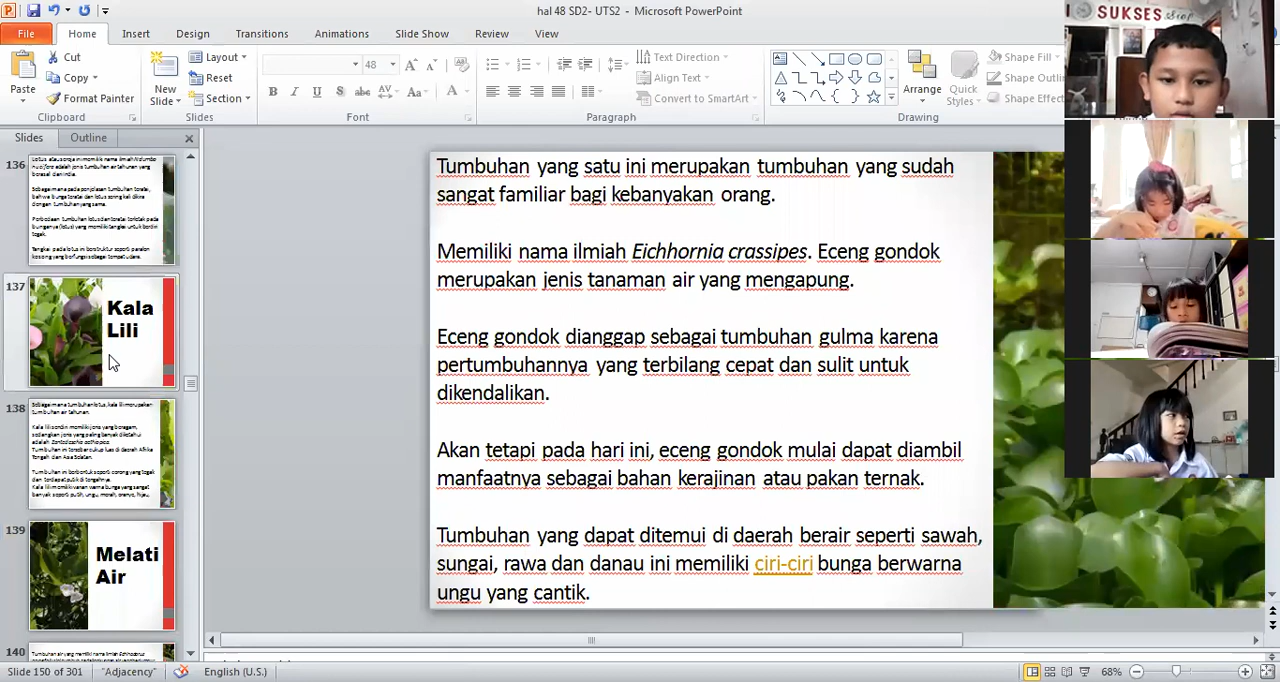 hal 48 SD2- UTS2 - Microsoft PowerPoint
File Home Insert Design Transitions Animations Slide Show Review View
Cut
Copy
Format Painter
Paste
Clipboard
New
Slide
Layout
Reset
Section
Slides
48
B I U S abc AV Aa A
Font
Text Direction
Align Text
Convert to SmartArt
Paragraph
Arrange
Quick
Styles
Shape Fill
Shape Outli
Shape Effec
Drawing
Slides Outline
136
137
Kala
Lili
138
139
Melati
Air
140
Tumbuhan yang satu ini merupakan tumbuhan yang sudah
sangat familiar bagi kebanyakan orang.
Memiliki nama ilmiah Eichhornia crassipes. Eceng gondok
merupakan jenis tanaman air yang mengapung.
Eceng gondok dianggap sebagai tumbuhan gulma karena
pertumbuhannya yang terbilang cepat dan sulit untuk
dikendalikan.
Akan tetapi pada hari ini, eceng gondok mulai dapat diambil
manfaatnya sebagai bahan kerajinan atau pakan ternak.
Tumbuhan yang dapat ditemui di daerah berair seperti sawah,
sungai, rawa dan danau ini memiliki ciri-ciri bunga berwarna
ungu yang cantik.
SUKSES
Slide 150 of 301 "Adjacency" English (U.S.) 68%